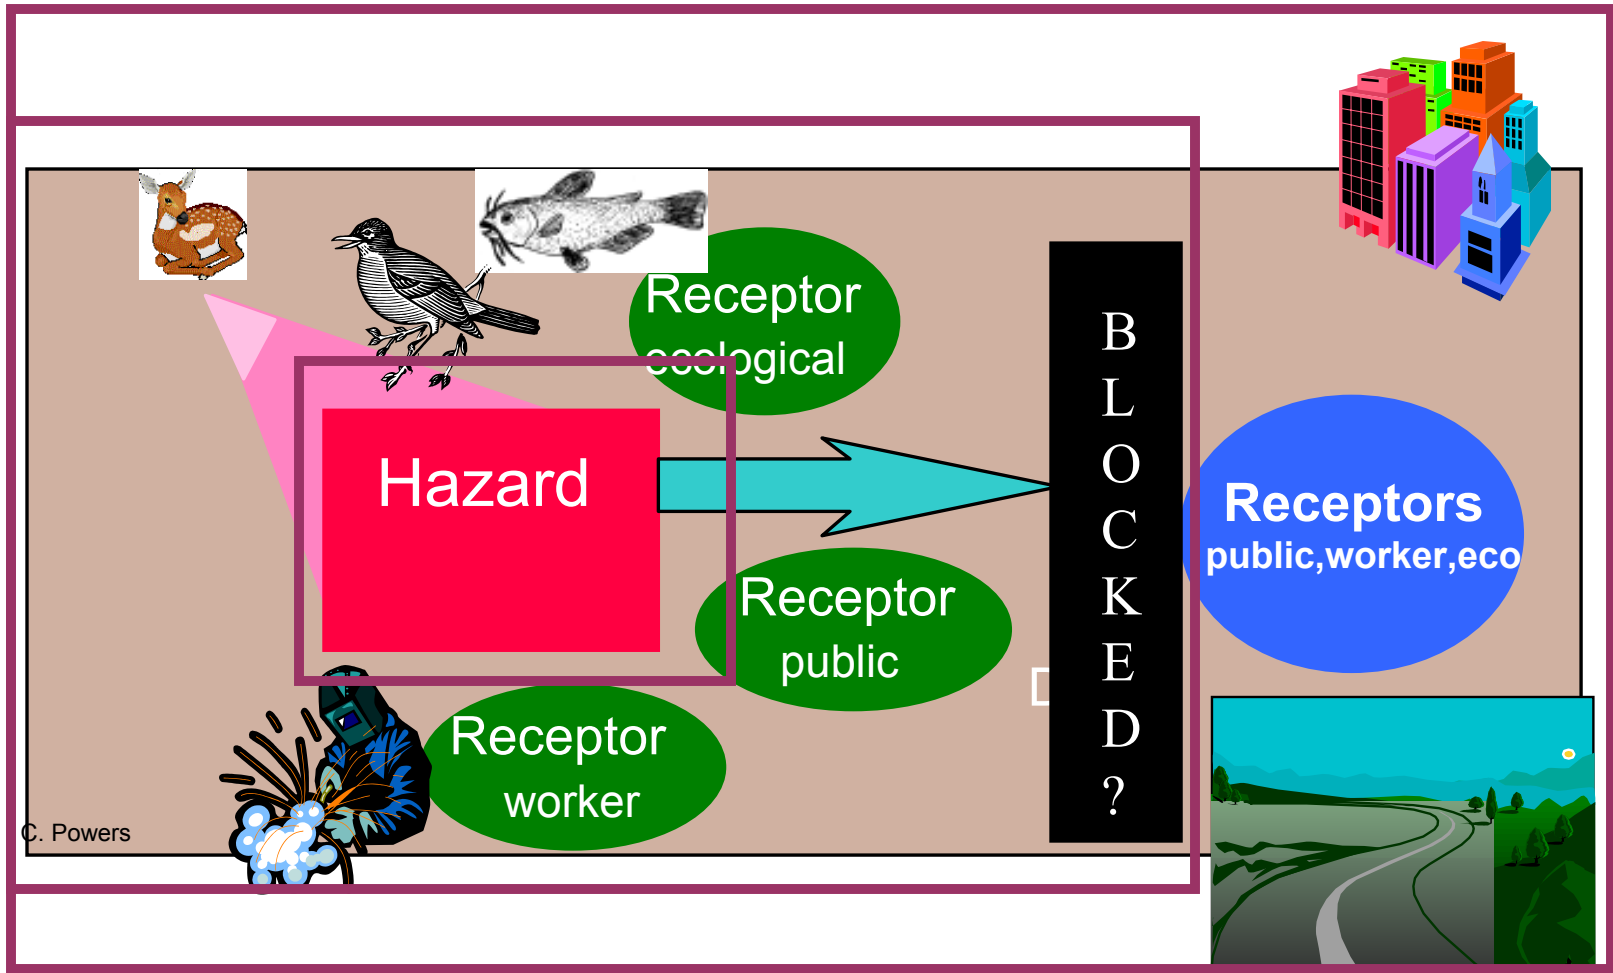 Receptor
ecological
Hazard
B
L
O
C
K
E
D
?
Receptors
public,worker,eco
Receptor
public
Receptor
worker
C. Powers